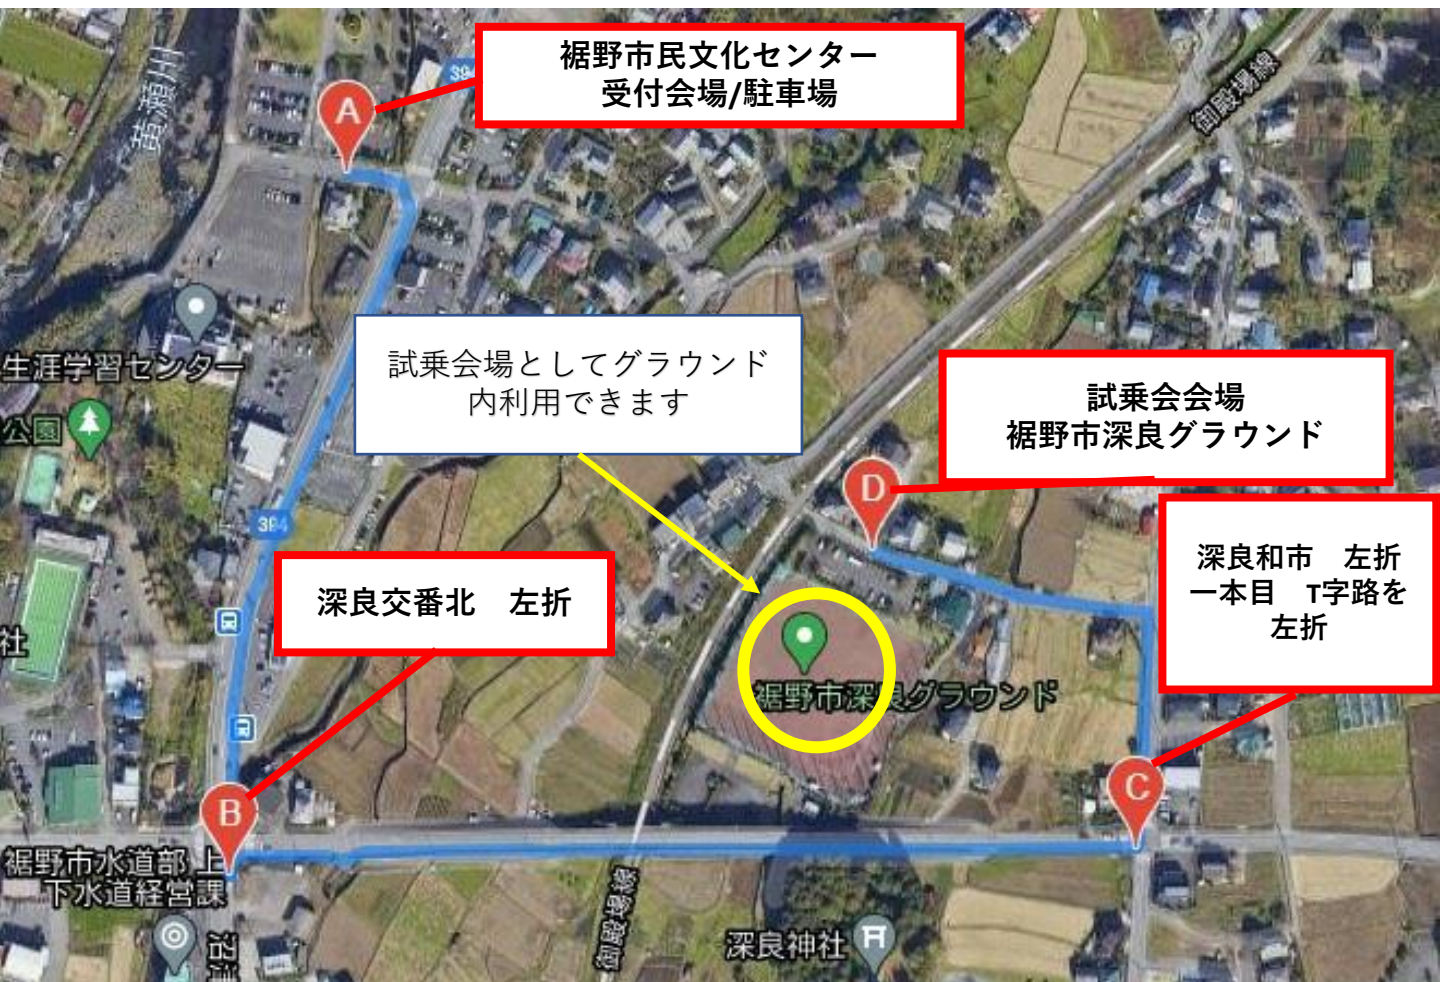 裾野市民文化センター
受付会場/駐車場
394
A
黄瀬川
御殿場線
生涯学習センター
公園
試乗会場としてグラウンド
内利用できます
試乗会会場
裾野市深良グラウンド
D
394
深良交番北　左折
深良和市　左折
一本目　T字路を
左折
社
裾野市深良グラウンド
B
C
裾野市水道部 上
下水道経営課
御殿場線
深良神社